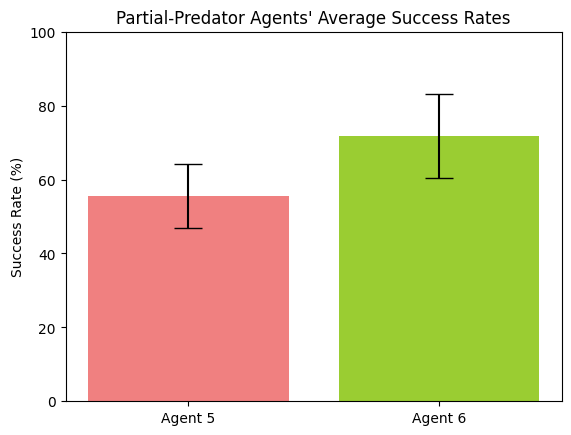 Partial-Predator Agents' Average Success Rates
100
80
60
40
20
0
Success Rate (%)
Agent 5
Agent 6